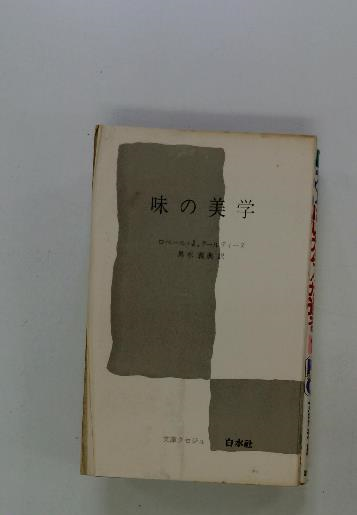 味の美学
ロベール・J.クールティーヌ
黒木義典 訳
文庫クセジュ
白水社